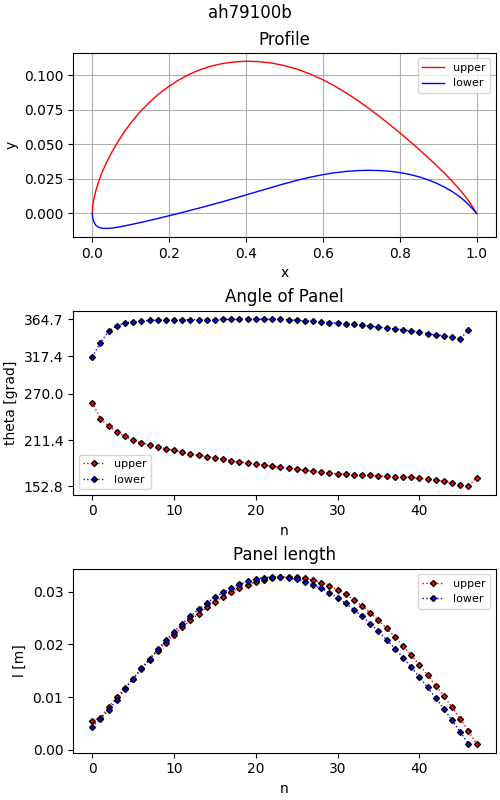 ah79100b
Profile
0.100
0.075
0.050
0.025
0.000
y
upper
lower
0.0 0.2 0.4 0.6 0.8 1.0
x
Angle of Panel
364.7
317.4
270.0
211.4
152.8
theta [grad]
upper
lower
0 10 20 30 40
n
Panel length
0.03
0.02
0.01
0.00
l [m]
upper
lower
0 10 20 30 40
n